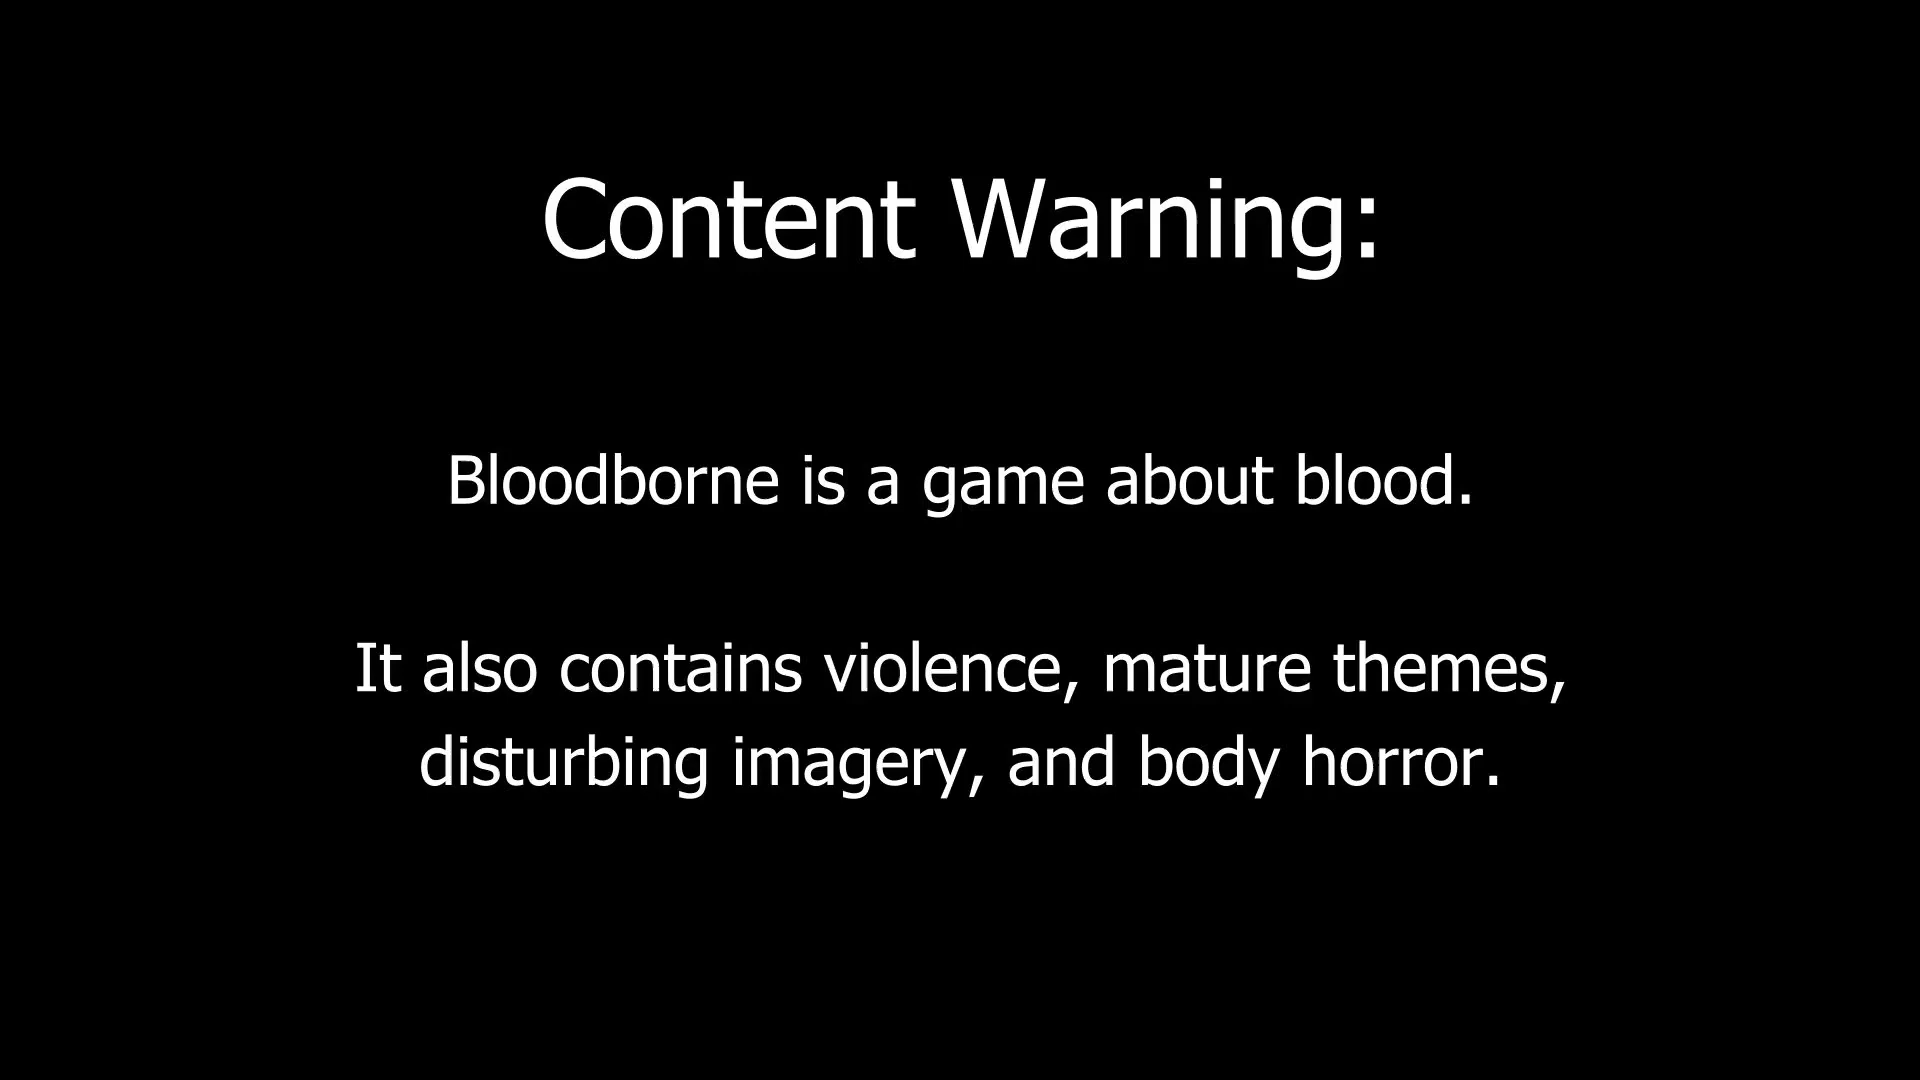 Content Warning:
Bloodborne is a game about blood.
It also contains violence, mature themes,
disturbing imagery, and body horror.